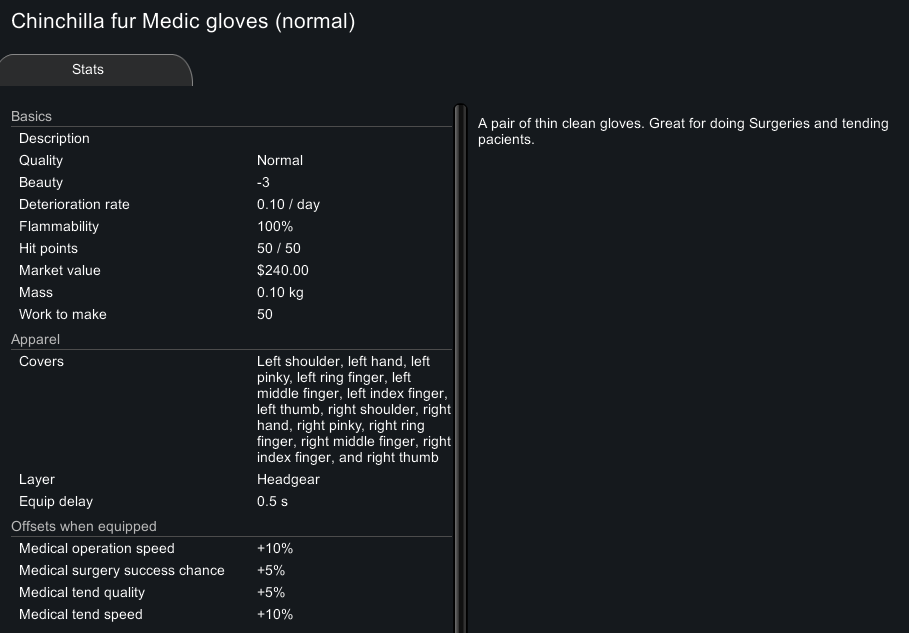 Chinchilla fur Medic gloves (normal)
Stats
Basics
Description
Quality Normal
Beauty -3
Deterioration rate 0.10 / day
Flammability 100%
Hit points 50 / 50
Market value $240.00
Mass 0.10 kg
Work to make 50
Apparel
Covers Left shoulder, left hand, left
pinky, left ring finger, left
middle finger, left index finger,
left thumb, right shoulder, right
hand, right pinky, right ring
finger, right middle finger, right
index finger, and right thumb
Layer Headgear
Equip delay 0.5 s
Offsets when equipped
Medical operation speed +10%
Medical surgery success chance +5%
Medical tend quality +5%
Medical tend speed +10%
A pair of thin clean gloves. Great for doing Surgeries and tending
pacients.